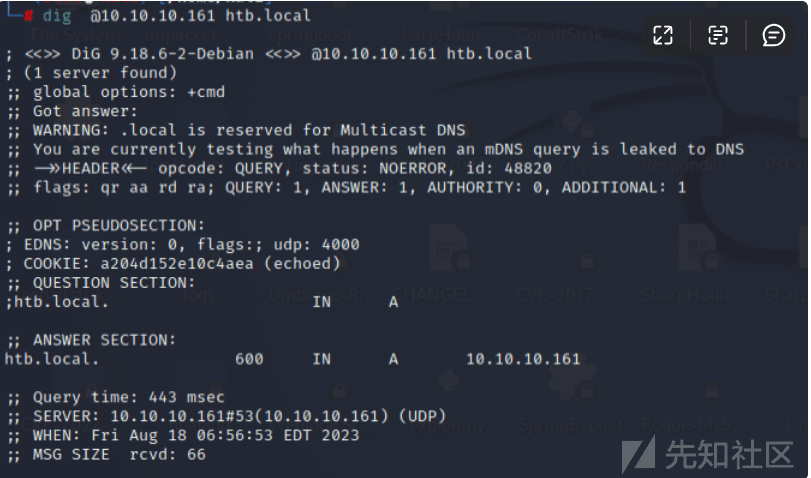 # dig @10.10.10.161 htb.local
; <<>> DiG 9.18.6-2-Debian <<>> @10.10.10.161 htb.local
; (1 server found)
;; global options: +cmd
;; Got answer:
;; WARNING: .local is reserved for Multicast DNS
;; You are currently testing what happens when an mDNS query is leaked to DNS
;; ->>HEADER<<- opcode: QUERY, status: NOERROR, id: 48820
;; flags: qr aa rd ra; QUERY: 1, ANSWER: 1, AUTHORITY: 0, ADDITIONAL: 1
;; OPT PSEUDOSECTION:
; EDNS: version: 0, flags:; udp: 4000
; COOKIE: a204d152e10c4aea (echoed)
;; QUESTION SECTION:
;htb.local. IN A
;; ANSWER SECTION:
htb.local. 600 IN A 10.10.10.161
;; Query time: 443 msec
;; SERVER: 10.10.10.161#53(10.10.10.161) (UDP)
;; WHEN: Fri Aug 18 06:56:53 EDT 2023
;; MSG SIZE rcvd: 66
先知社区